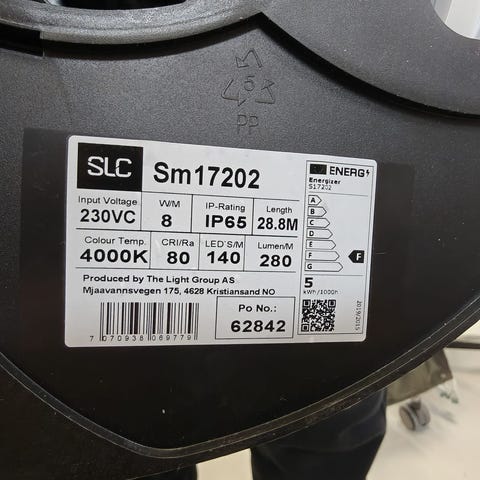 5
PP
SLC
Sm17202
Input Voltage
230VC
W/M
8
IP-Rating
IP65
Length
28.8M
Colour Temp.
4000K
CRI/Ra
80
LED´S/M
140
Lumen/M
280
Produced by The Light Group AS
Mjaavannsvegen 175, 4628 Kristiansand NO
7 070938 069779
Po No.:
62842
ENERG
Energizer
S17202
A
B
C
D
E
F
G
F
5
kWh/1000h
2019/2015